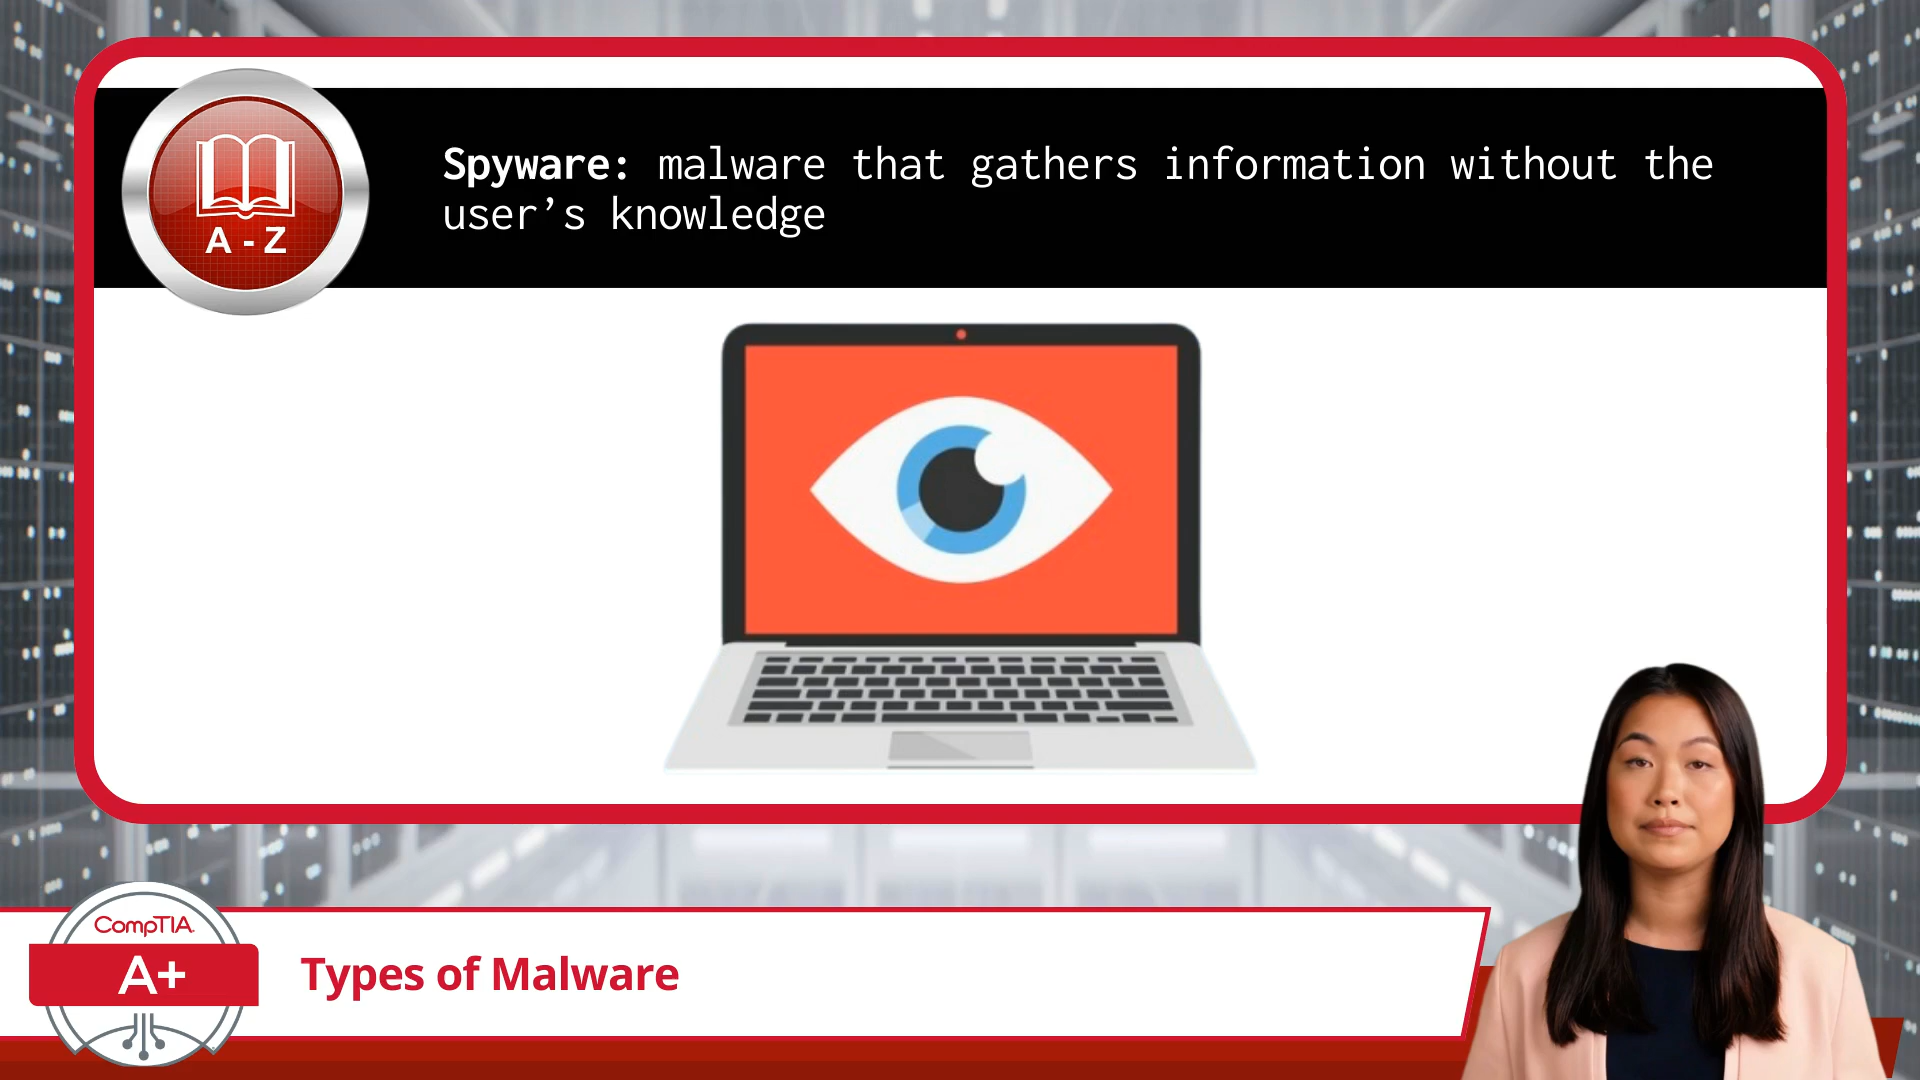 Spyware: malware that gathers information without the
user’s knowledge
A-Z
CompTIA
A+
Types of Malware